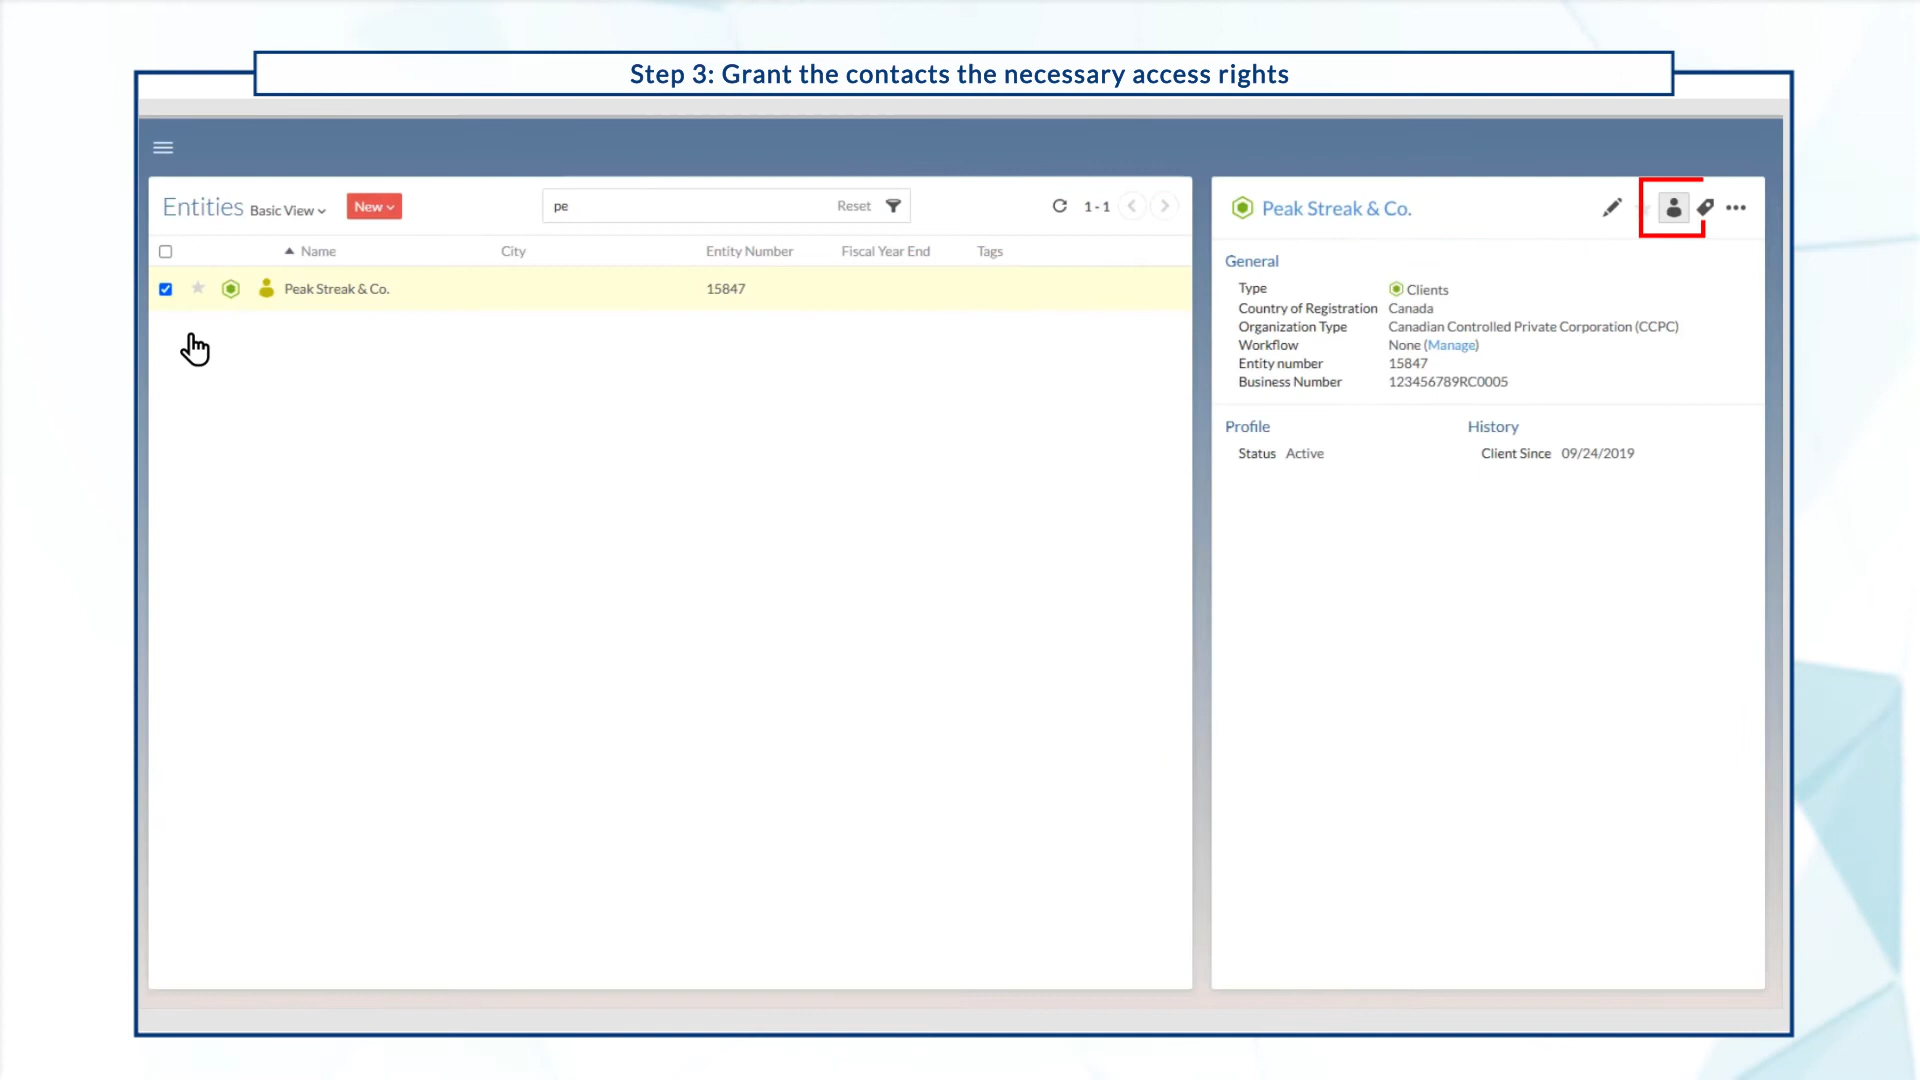 Step 3: Grant the contacts the necessary access rights
Entities Basic View New pe Reset 1-1
Name City Entity Number Fiscal Year End Tags
Peak Streak & Co. 15847
Peak Streak & Co.
General
Type Clients
Country of Registration Canada
Organization Type Canadian Controlled Private Corporation (CCPC)
Workflow None (Manage)
Entity number 15847
Business Number 123456789RC0005
Profile History
Status Active Client Since 09/24/2019